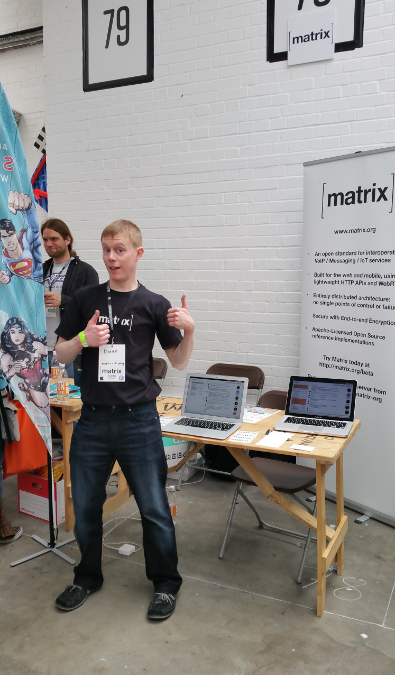 79
[matrix]
[matrix]
www.matrix.org
An open standard for interoperable
VoIP / Messaging / IoT services
Built for the web and mobile, using
lightweight HTTP APIs and WebRTC
Entirely distributed architecture:
no single points of control or failure
Secure with End-to-end Encryption
Apache-Licensed Open Source
reference implementations
Try Matrix today at
http://matrix.org/beta
server from
matrix.org
matrix]
matrix